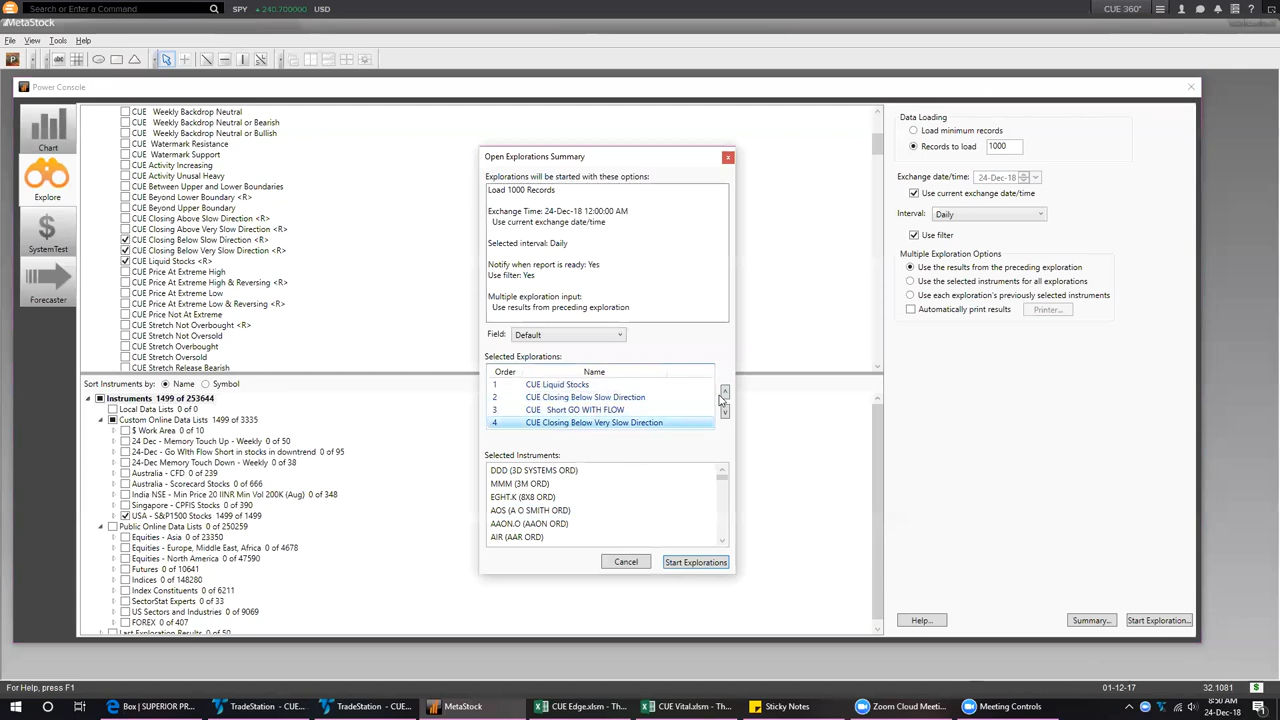 Search or Enter a Command
SPY
240.700000
USD
CUE 360°
MetaStock
File View Tools Help
P
abc
Power Console
Chart
Explore
SystemTest
Forecaster
CUE Weekly Backdrop Neutral
CUE Weekly Backdrop Neutral or Bearish
CUE Weekly Backdrop Neutral or Bullish
CUE Watermark Resistance
CUE Watermark Support
CUE Activity Increasing
CUE Activity Unusual Heavy
CUE Between Upper and Lower Boundaries
CUE Beyond Lower Boundary <R>
CUE Beyond Upper Boundary
CUE Closing Above Slow Direction <R>
CUE Closing Above Very Slow Direction <R>
CUE Closing Below Slow Direction <R>
CUE Closing Below Very Slow Direction <R>
CUE Liquid Stocks <R>
CUE Price At Extreme High
CUE Price At Extreme High & Reversing <R>
CUE Price At Extreme Low
CUE Price At Extreme Low & Reversing <R>
CUE Price Not At Extreme
CUE Stretch Not Overbought <R>
CUE Stretch Not Oversold
CUE Stretch Overbought
CUE Stretch Oversold
CUE Stretch Released Bearish
Sort Instruments by: Name Symbol
Instruments 1499 of 253644
Local Data Lists 0 of 0
Custom Online Data Lists 1499 of 3335
$ Work Area 0 of 10
24 Dec - Memory Touch Up - Weekly 0 of 50
24-Dec - Go WIth Flow Short in stocks in downtrend 0 of 95
24-Dec Memory Touch Down - Weekly 0 of 38
Australia - CFD 0 of 239
Australia - Scorecard Stocks 0 of 666
India NSE - Min Price 20 IINR Min Vol 200K (Aug) 0 of 348
Singapore - CPFIS Stocks 0 of 39
USA - S&P1500 Stocks 1499 of 1499
Public Online Data Lists 0 of 250259
Equities - Asia 0 of 23350
Equities - Europe, Middle East, Africa 0 of 4678
Equities - North America 0 of 47590
Futures 0 of 10641
Indices 0 of 148280
Index Constituents 0 of 6211
SectorStat Experts 0 of 33
US Sectors and Industries 0 of 9069
FOREX 0 of 407
Last Exploration Results 0 of 50
Open Explorations Summary
Explorations will be started with these options:
Load 1000 Records
Exchange Time: 24-Dec-18 12:00:00 AM
Use current exchange date/time
Selected interval: Daily
Notify when report is ready: Yes
Use filter: Yes
Multiple exploration input:
Use results from preceding exploration
Field: Default
Selected Explorations:
Order Name
1 CUE Liquid Stocks
2 CUE Closing Below Slow Direction
3 CUE Short GO WITH FLOW
4 CUE Closing Below Very Slow Direction
Selected Instruments:
DDD (3D SYSTEMS ORD)
MMM (3M ORD)
EGHT.K (8X8 ORD)
AOS (A O SMITH ORD)
AAON.O (AAON ORD)
AIR (AAR ORD)
Cancel Start Explorations
Data Loading
Load minimum records
Records to load 1000
Exchange date/time: 24-Dec-18
Use current exchange date/time
Interval: Daily
Use filter
Multiple Exploration Options
Use the results from the preceding exploration
Use the selected instruments for all explorations
Use each exploration's previously selected instruments
Automatically print results Printer...
Help... Summary... Start Exploration...
For Help, press F1
01-12-17
32.1081
$
Box | SUPERIOR PR...
TradeStation - CUE...
TradeStation - CUE...
MetaStock
CUE Edge.xlsm - Th...
CUE Vital.xlsm - Th...
Sticky Notes
Zoom Cloud Meeti...
Meeting Controls
8:50 AM
24-Dec-18